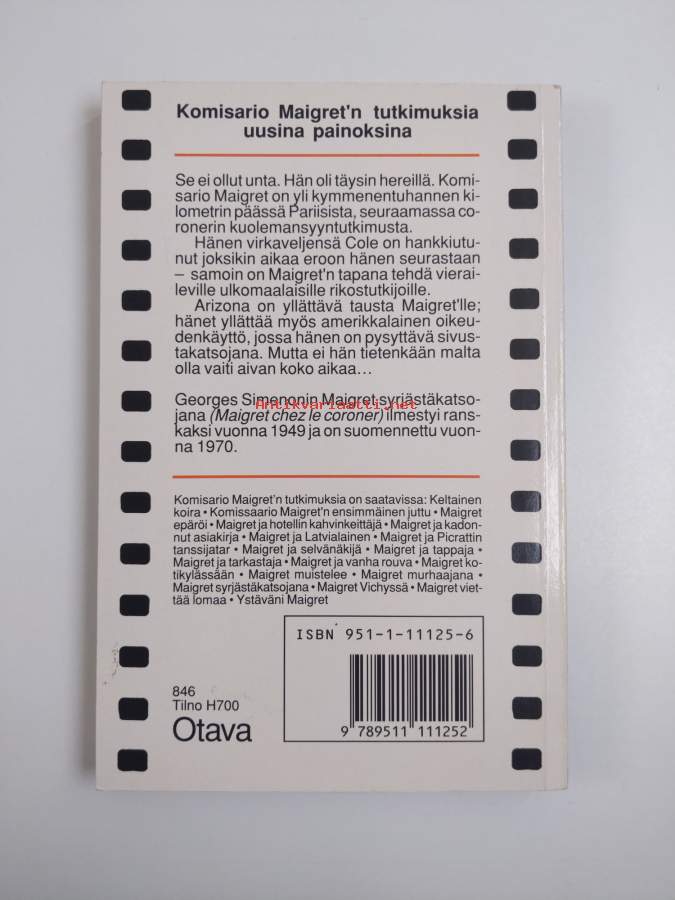 Komisario Maigret'n tutkimuksia
uusina painoksina
Se ei ollut unta. Hän oli täysin hereillä. Komi-
sario Maigret on yli kymmenentuhannen ki-
lometrin päässä Pariisista, seuraamassa co-
ronerin kuolemansyyntutkimusta.
Hänen virkaveljensä Cole on hankkiutu-
nut joksikin aikaa eroon hänen seurastaan
– samoin on Maigret'n tapana tehdä vierai-
leville ulkomaalaisille rikostutkijoille.
Arizona on yllättävä tausta Maigret'lle;
hänet yllättää myös amerikkalainen oikeu-
denkäyttö, jossa hänen on pysyttävä sivus-
takatsojana. Mutta ei hän tietenkään malta
olla vaiti aivan koko aikaa...
Georges Simenonin Maigret syrjästäkatso-
jana (Maigret chez le coroner) ilmestyi rans-
kaksi vuonna 1949 ja on suomennettu vuon-
na 1970.
Antikvariaatti.net
Komisario Maigret'n tutkimuksia on saatavissa: Keltainen
koira • Komissaario Maigret'n ensimmäinen juttu • Maigret
epäröi • Maigret ja hotellin kahvinkeittäjä • Maigret ja kadon-
nut asiakirja • Maigret ja Latvialainen • Maigret ja Picrattin
tanssijatar • Maigret ja selvänäkijä • Maigret ja tappaja •
Maigret ja tarkastaja • Maigret ja vanha rouva • Maigret ko-
tikylässään • Maigret muistelee • Maigret murhaajana •
Maigret syrjästäkatsojana • Maigret Vichyssä • Maigret viet-
tää lomaa • Ystäväni Maigret
ISBN 951-1-11125-6
9 789511 111252
846
Tilno H700
Otava